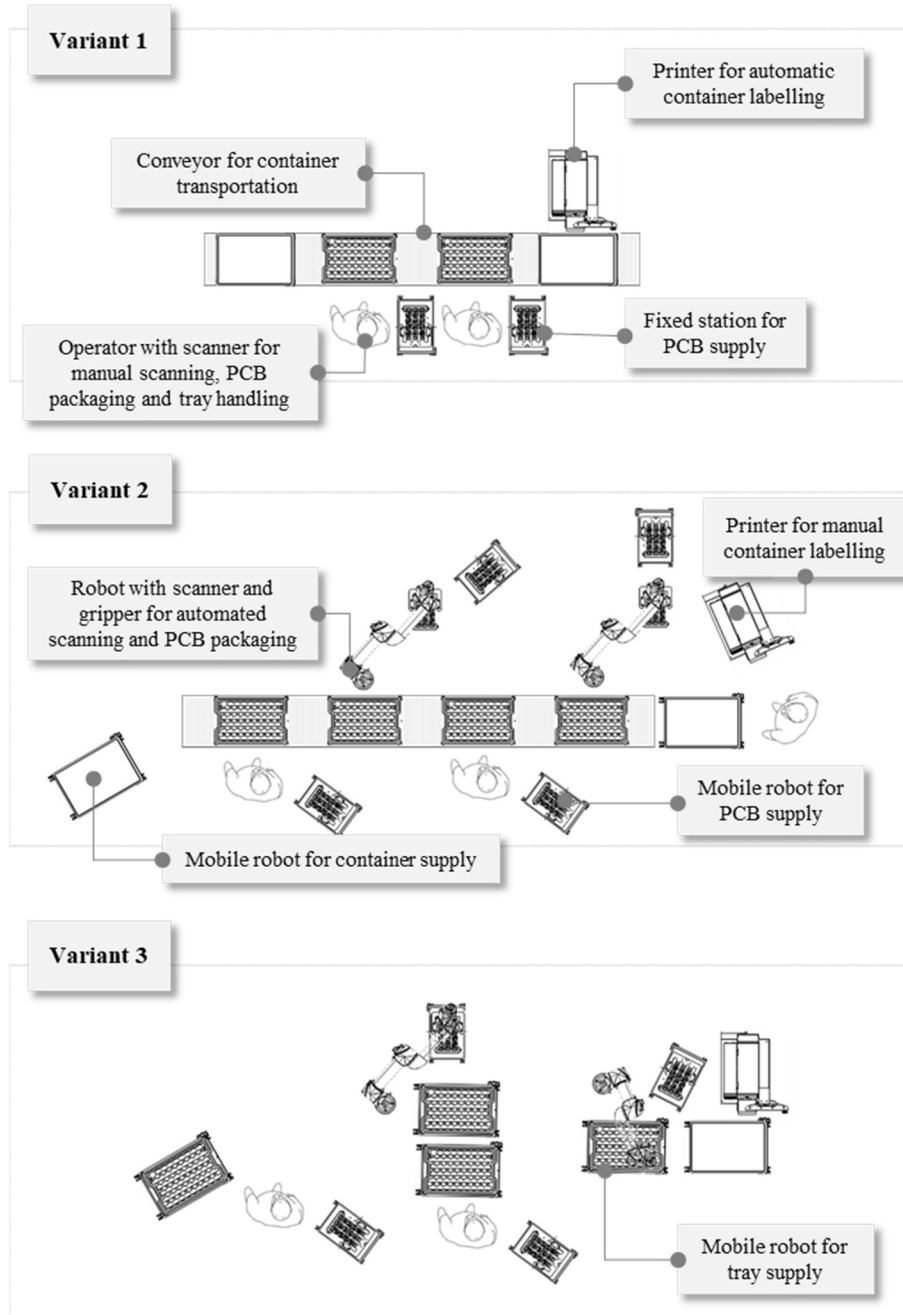 Variant 1
Printer for automatic
container labelling
Conveyor for container
transportation
Fixed station for
PCB supply
Operator with scanner for
manual scanning, PCB
packaging and tray handling
Variant 2
Printer for manual
container labelling
Robot with scanner and
gripper for automated
scanning and PCB packaging
Mobile robot for
PCB supply
Mobile robot for container supply
Variant 3
Mobile robot for
tray supply